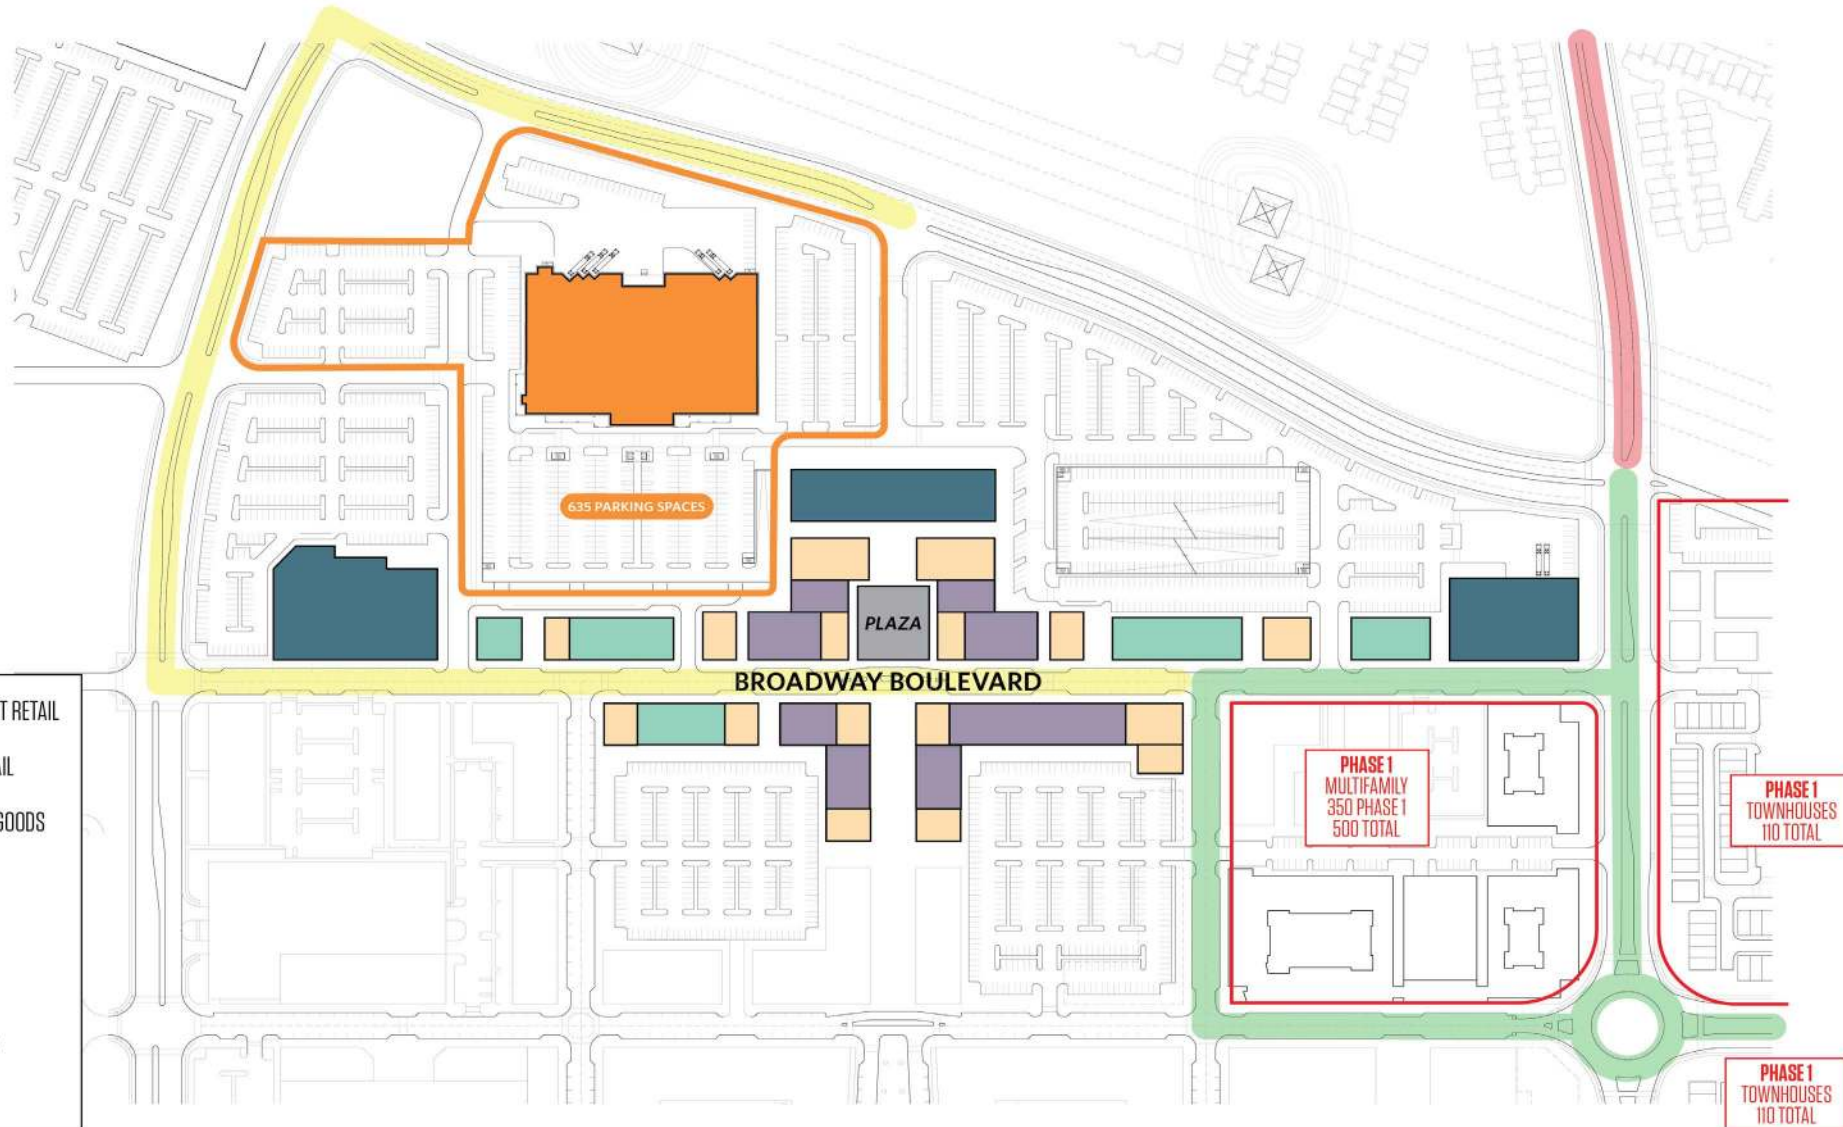 635 PARKING SPACES
PLAZA
BROADWAY BOULEVARD
T RETAIL
GOODS
PHASE 1
MULTIFAMILY
350 PHASE 1
500 TOTAL
PHASE 1
TOWNHOUSES
110 TOTAL
PHASE 1
TOWNHOUSES
110 TOTAL